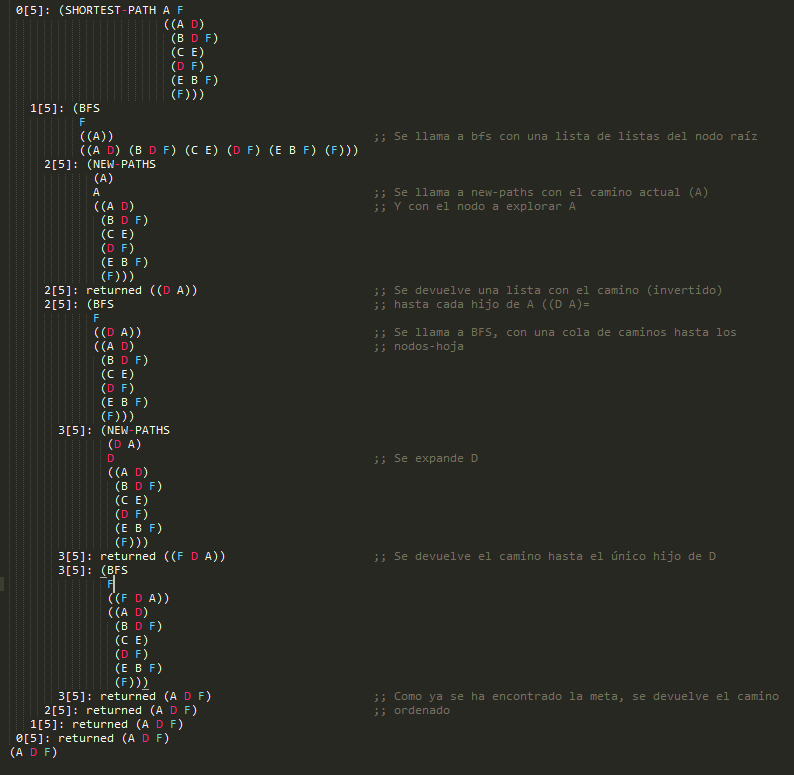 0[5]: (SHORTEST-PATH A F
((A D)
(B D F)
(C E)
(D F)
(E B F)
(F)))
1[5]: (BFS
F
((A)) ;; Se llama a bfs con una lista de listas del nodo raíz
((A D) (B D F) (C E) (D F) (E B F) (F)))
2[5]: (NEW-PATHS
(A)
A ;; Se llama a new-paths con el camino actual (A)
((A D) ;; Y con el nodo a explorar A
(B D F)
(C E)
(D F)
(E B F)
(F)))
2[5]: returned ((D A)) ;; Se devuelve una lista con el camino (invertido)
2[5]: (BFS ;; hasta cada hijo de A ((D A)=
F
((D A)) ;; Se llama a BFS, con una cola de caminos hasta los
((A D) ;; nodos-hoja
(B D F)
(C E)
(D F)
(E B F)
(F)))
3[5]: (NEW-PATHS
(D A)
D ;; Se expande D
((A D)
(B D F)
(C E)
(D F)
(E B F)
(F)))
3[5]: returned ((F D A)) ;; Se devuelve el camino hasta el único hijo de D
3[5]: (BFS
F
((F D A))
((A D)
(B D F)
(C E)
(D F)
(E B F)
(F)))
3[5]: returned (A D F) ;; Como ya se ha encontrado la meta, se devuelve el camino
2[5]: returned (A D F) ;; ordenado
1[5]: returned (A D F)
0[5]: returned (A D F)
(A D F)